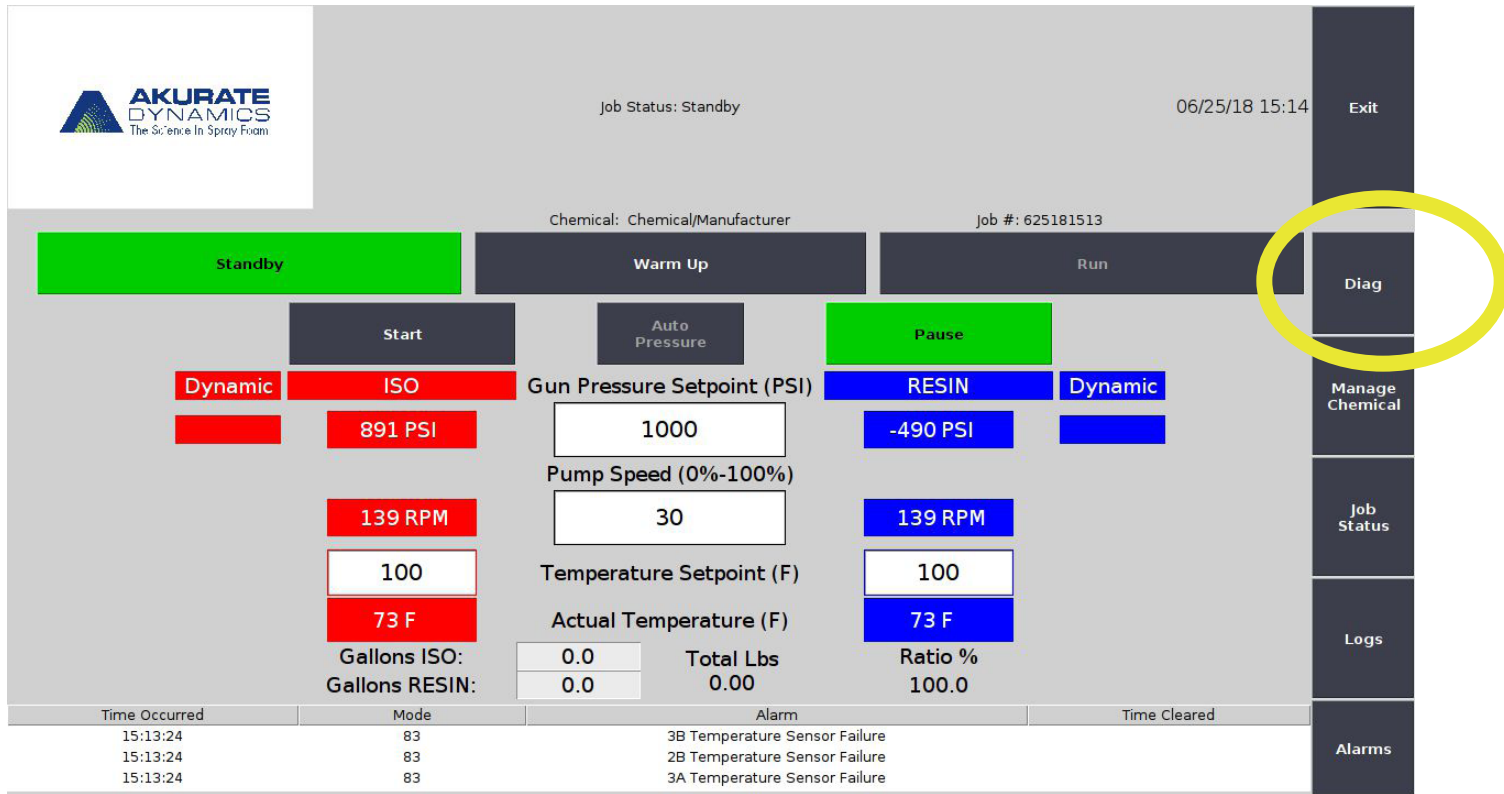 AKURATE
DYNAMICS
The Science In Spray Foam
Job Status: Standby
06/25/18 15:14
Exit
Chemical: Chemical/Manufacturer
Job #: 625181513
Standby
Warm Up
Run
Diag
Start
Auto
Pressure
Pause
Dynamic
ISO
Gun Pressure Setpoint (PSI)
RESIN
Dynamic
Manage
Chemical
891 PSI
1000
-490 PSI
Pump Speed (0%-100%)
139 RPM
30
139 RPM
Job
Status
100
Temperature Setpoint (F)
100
73 F
Actual Temperature (F)
73 F
Logs
Gallons ISO:
0.0
Total Lbs
Ratio %
Gallons RESIN:
0.0
0.00
100.0
Time Occurred
Mode
Alarm
Time Cleared
15:13:24
83
3B Temperature Sensor Failure
15:13:24
83
2B Temperature Sensor Failure
15:13:24
83
3A Temperature Sensor Failure
Alarms